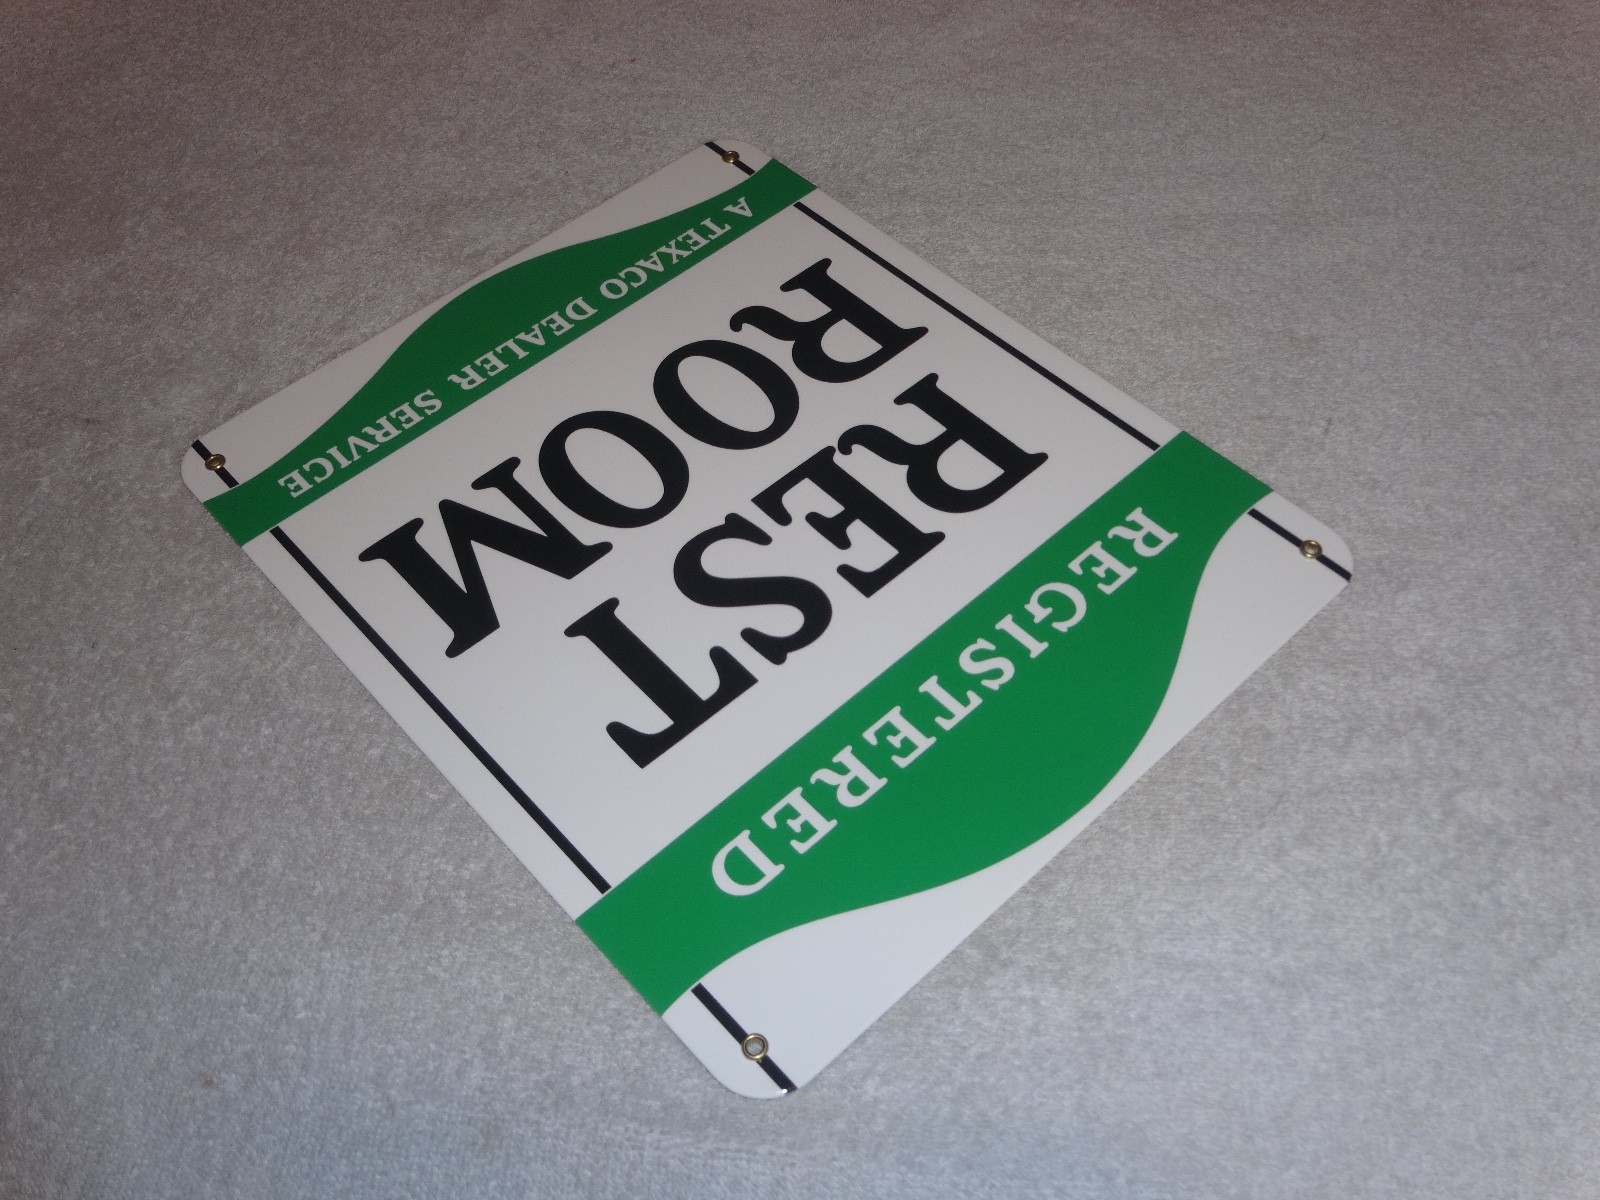 REGISTERED
REST
ROOM
A TEXACO DEALER SERVICE